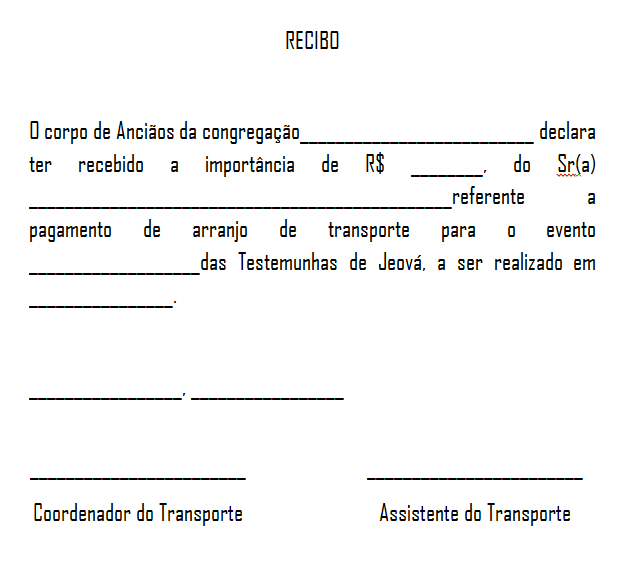 RECIBO
O corpo de Anciãos da congregação__________________________ declara
ter recebido a importância de R$ ________, do Sr(a)
_______________________________________________referente a
pagamento de arranjo de transporte para o evento
___________________das Testemunhas de Jeová, a ser realizado em
________________.
_________________, _________________
________________________ ________________________
Coordenador do Transporte Assistente do Transporte